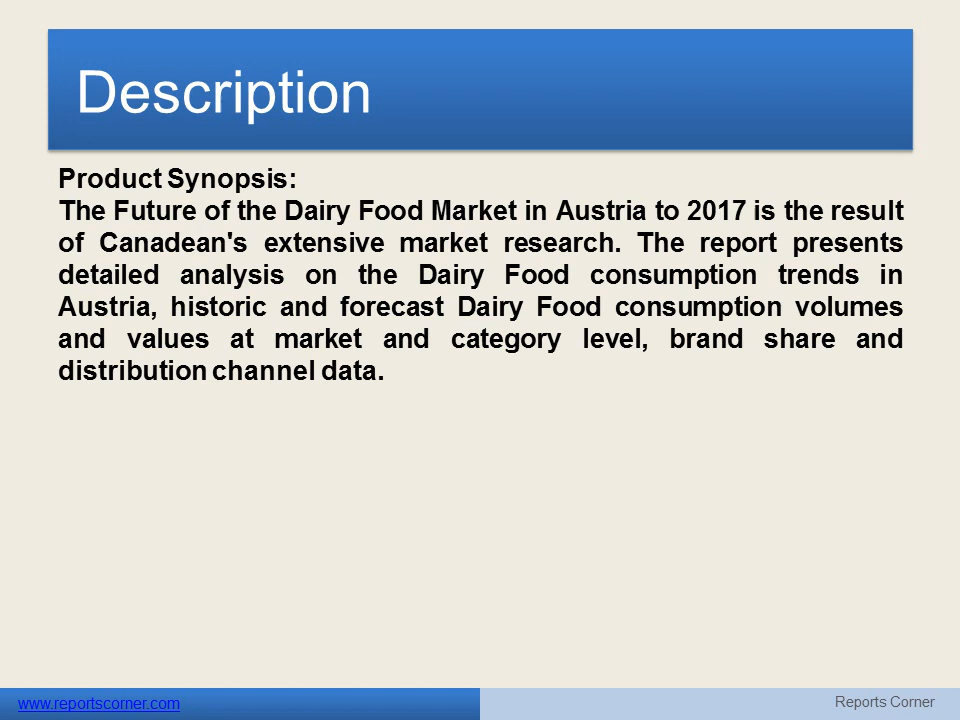 Description
Product Synopsis:
The Future of the Dairy Food Market in Austria to 2017 is the result
of Canadean's extensive market research. The report presents
detailed analysis on the Dairy Food consumption trends in
Austria, historic and forecast Dairy Food consumption volumes
and values at market and category level, brand share and
distribution channel data.
www.reportscorner.com
Reports Corner